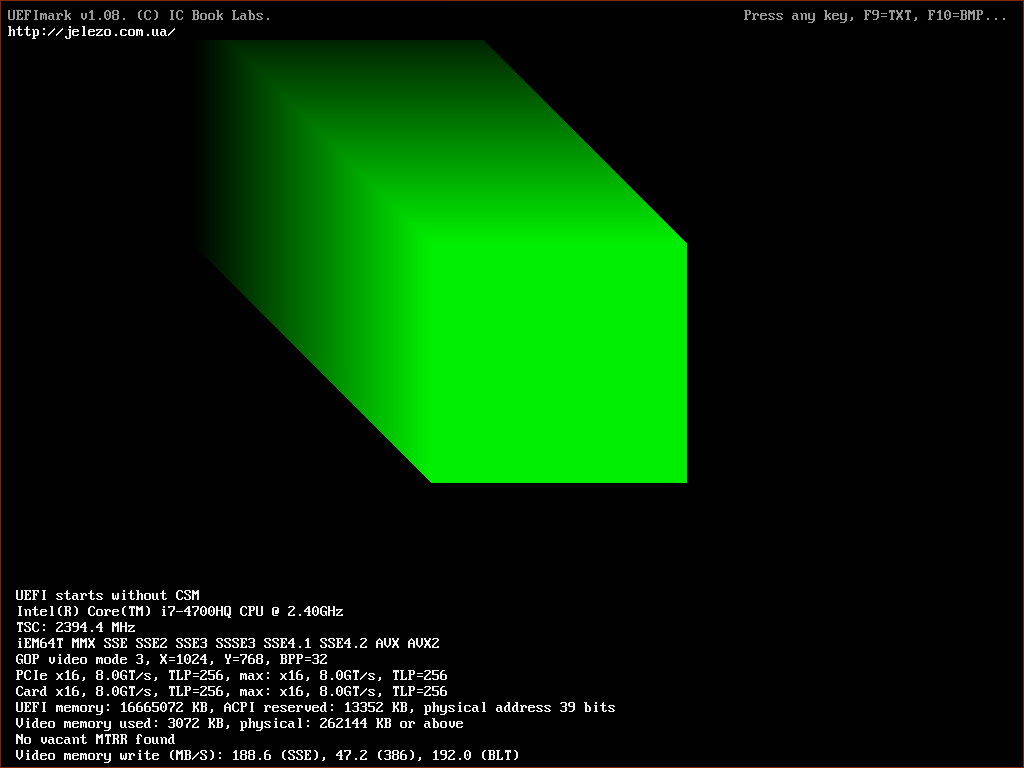 UEFImark v1.08. (C) IC Book Labs.
Press any key, F9=TXT, F10=BMP...
http://jelezo.com.ua/
UEFI starts without CSM
Intel(R) Core(TM) i7-4700HQ CPU @ 2.40GHz
TSC: 2394.4 MHz
iEM64T MMX SSE SSE2 SSE3 SSSE3 SSE4.1 SSE4.2 AVX AVX2
GOP video mode 3, X=1024, Y=768, BPP=32
PCIe x16, 8.0GT/s, TLP=256, max: x16, 8.0GT/s, TLP=256
Card x16, 8.0GT/s, TLP=256, max: x16, 8.0GT/s, TLP=256
UEFI memory: 16665072 KB, ACPI reserved: 13352 KB, physical address 39 bits
Video memory used: 3072 KB, physical: 262144 KB or above
No vacant MTRR found
Video memory write (MB/S): 188.6 (SSE), 47.2 (386), 192.0 (BLT)